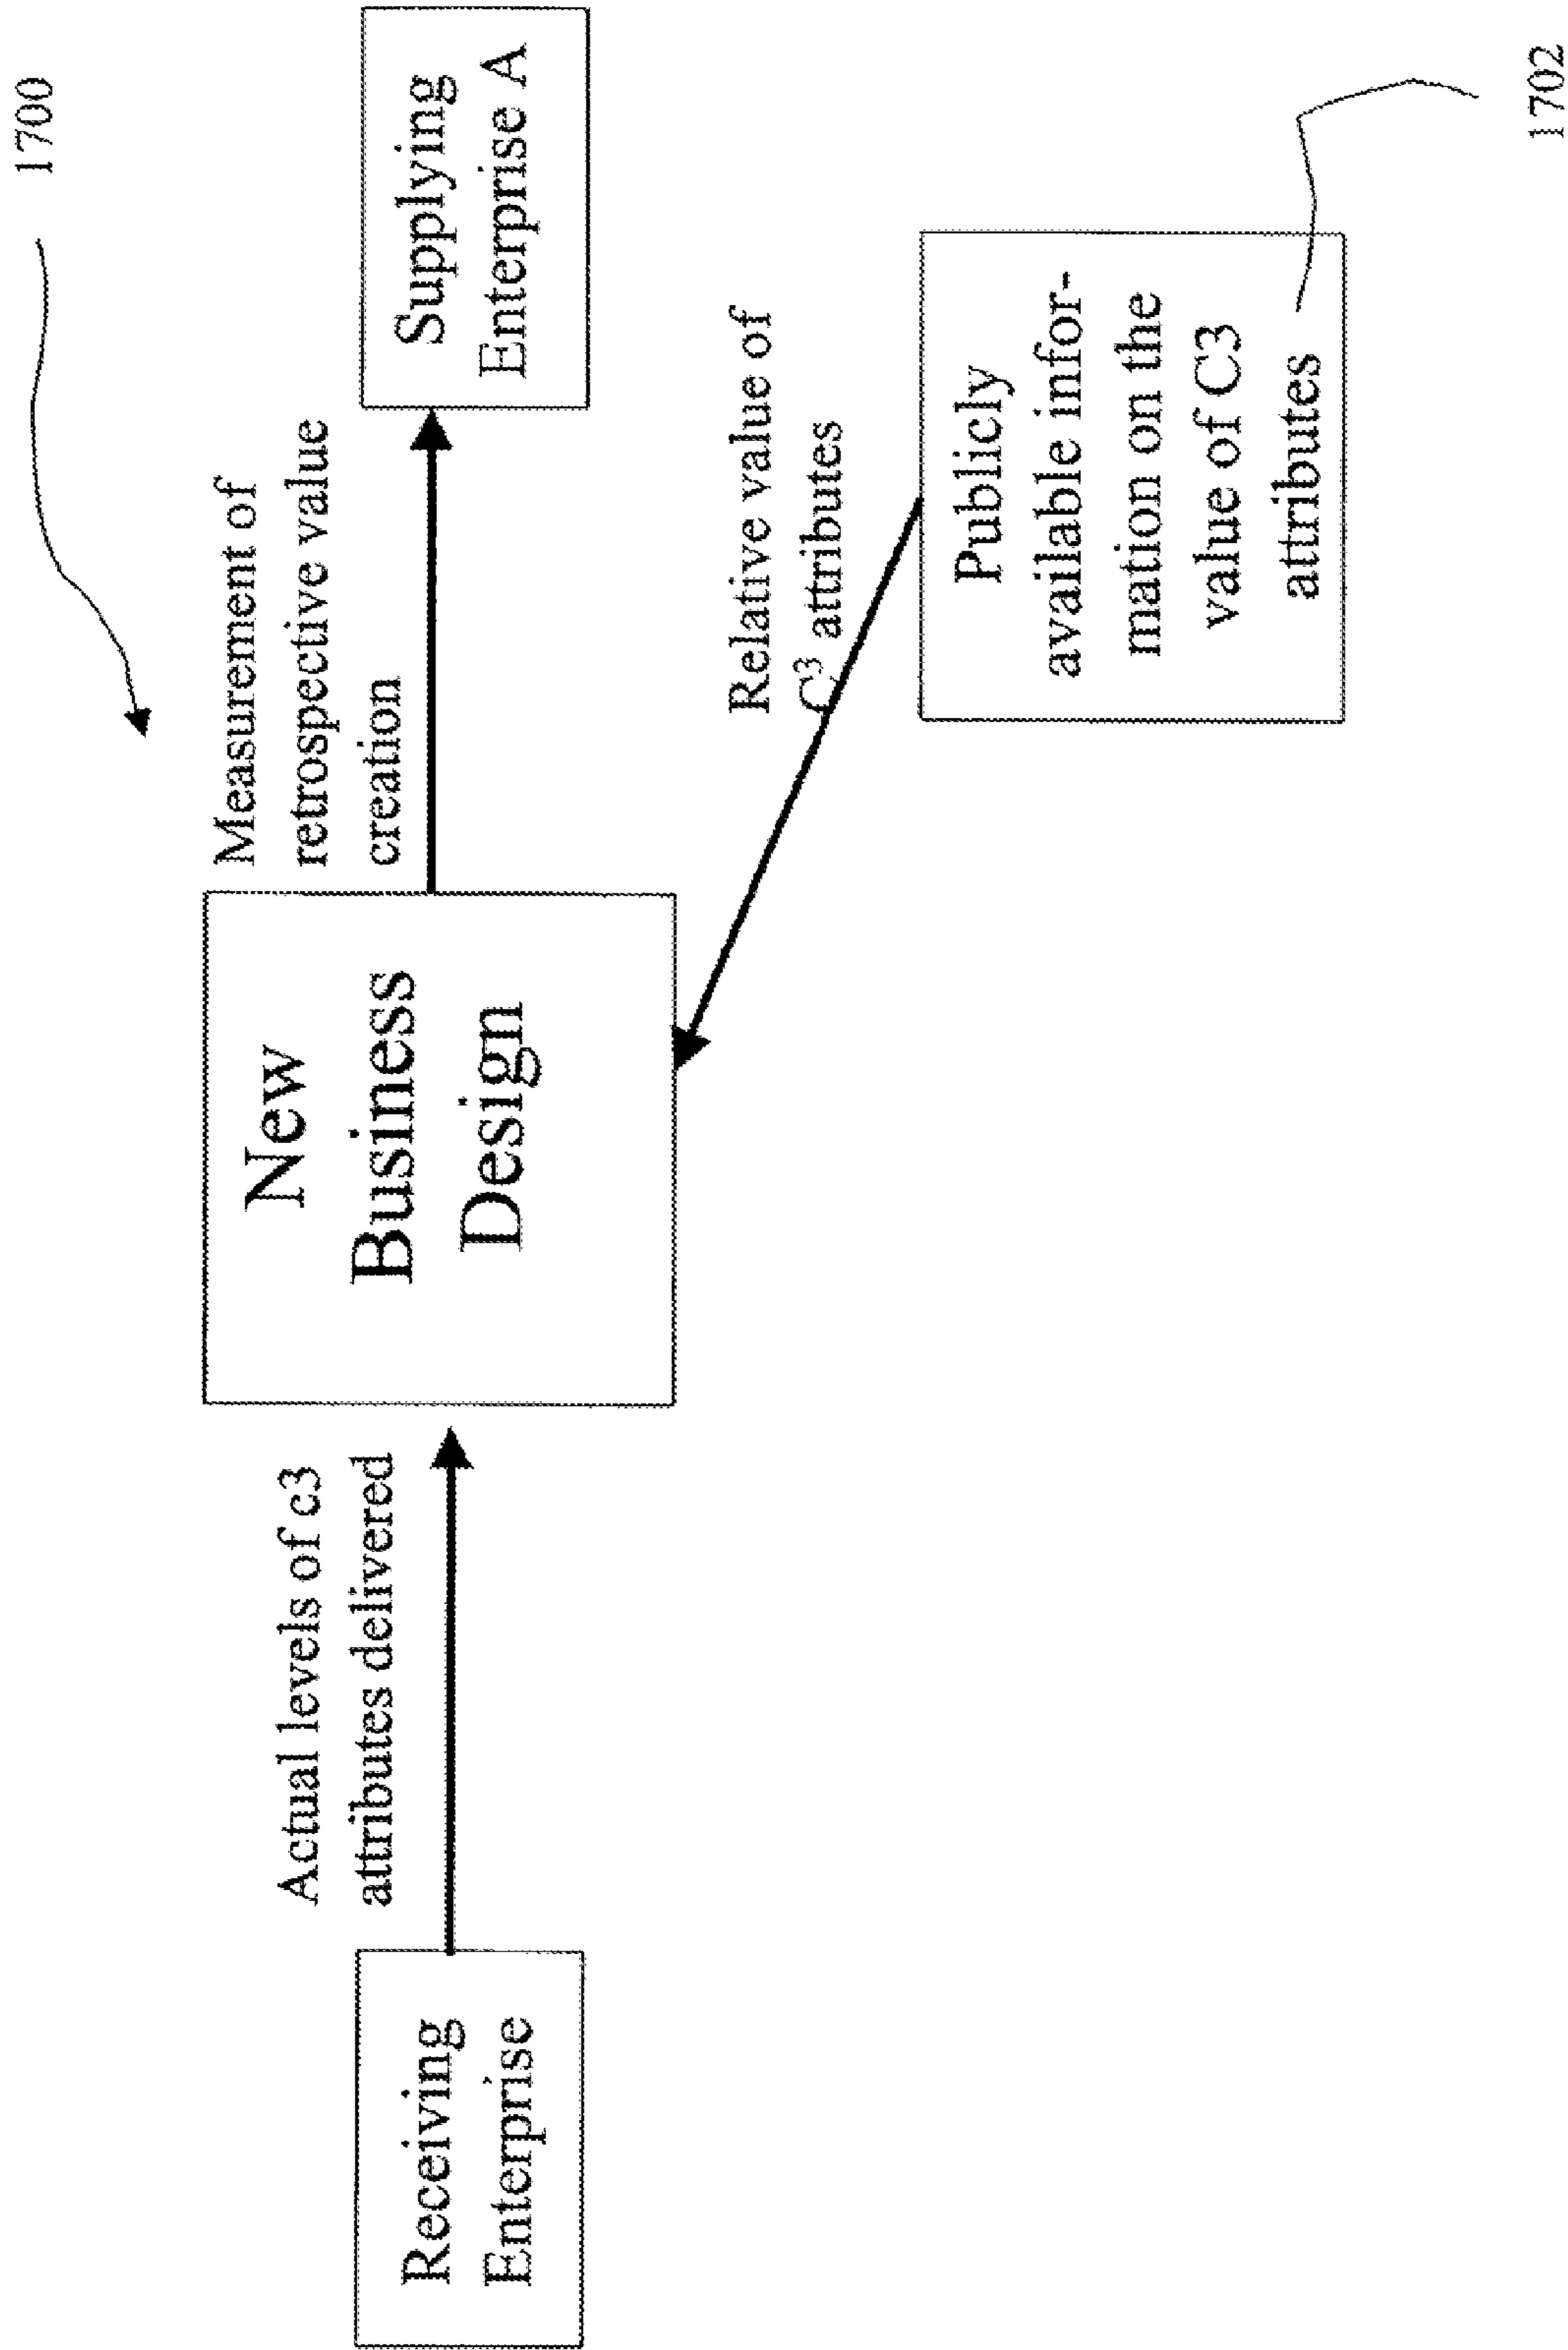 1700
Receiving
Enterprise
Actual levels of c3
attributes delivered
New
Business
Design
Measurement of
retrospective value
creation
Supplying
Enterprise A
Relative value of
C³ attributes
Publicly
available infor-
mation on the
value of C3
attributes
1702